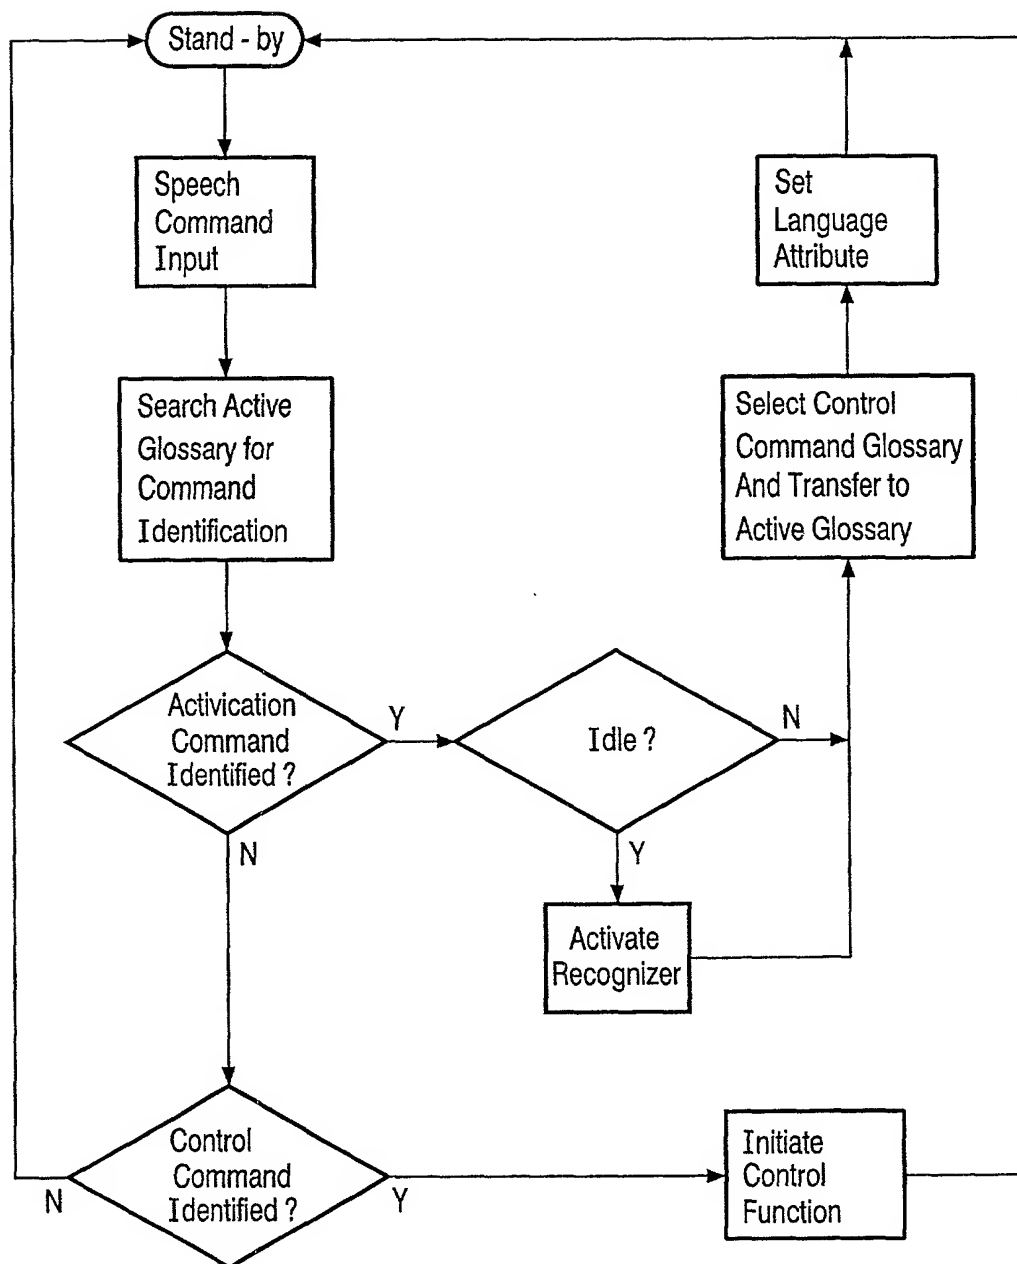 Stand - by
Speech
Command
Input
Set
Language
Attribute
Search Active
Glossary for
Command
Identification
Select Control
Command Glossary
And Transfer to
Active Glossary
Activication
Command
Identified ?
Y
Idle ?
N
N
Y
Activate
Recognizer
Control
Command
Identified ?
N
Y
Initiate
Control
Function